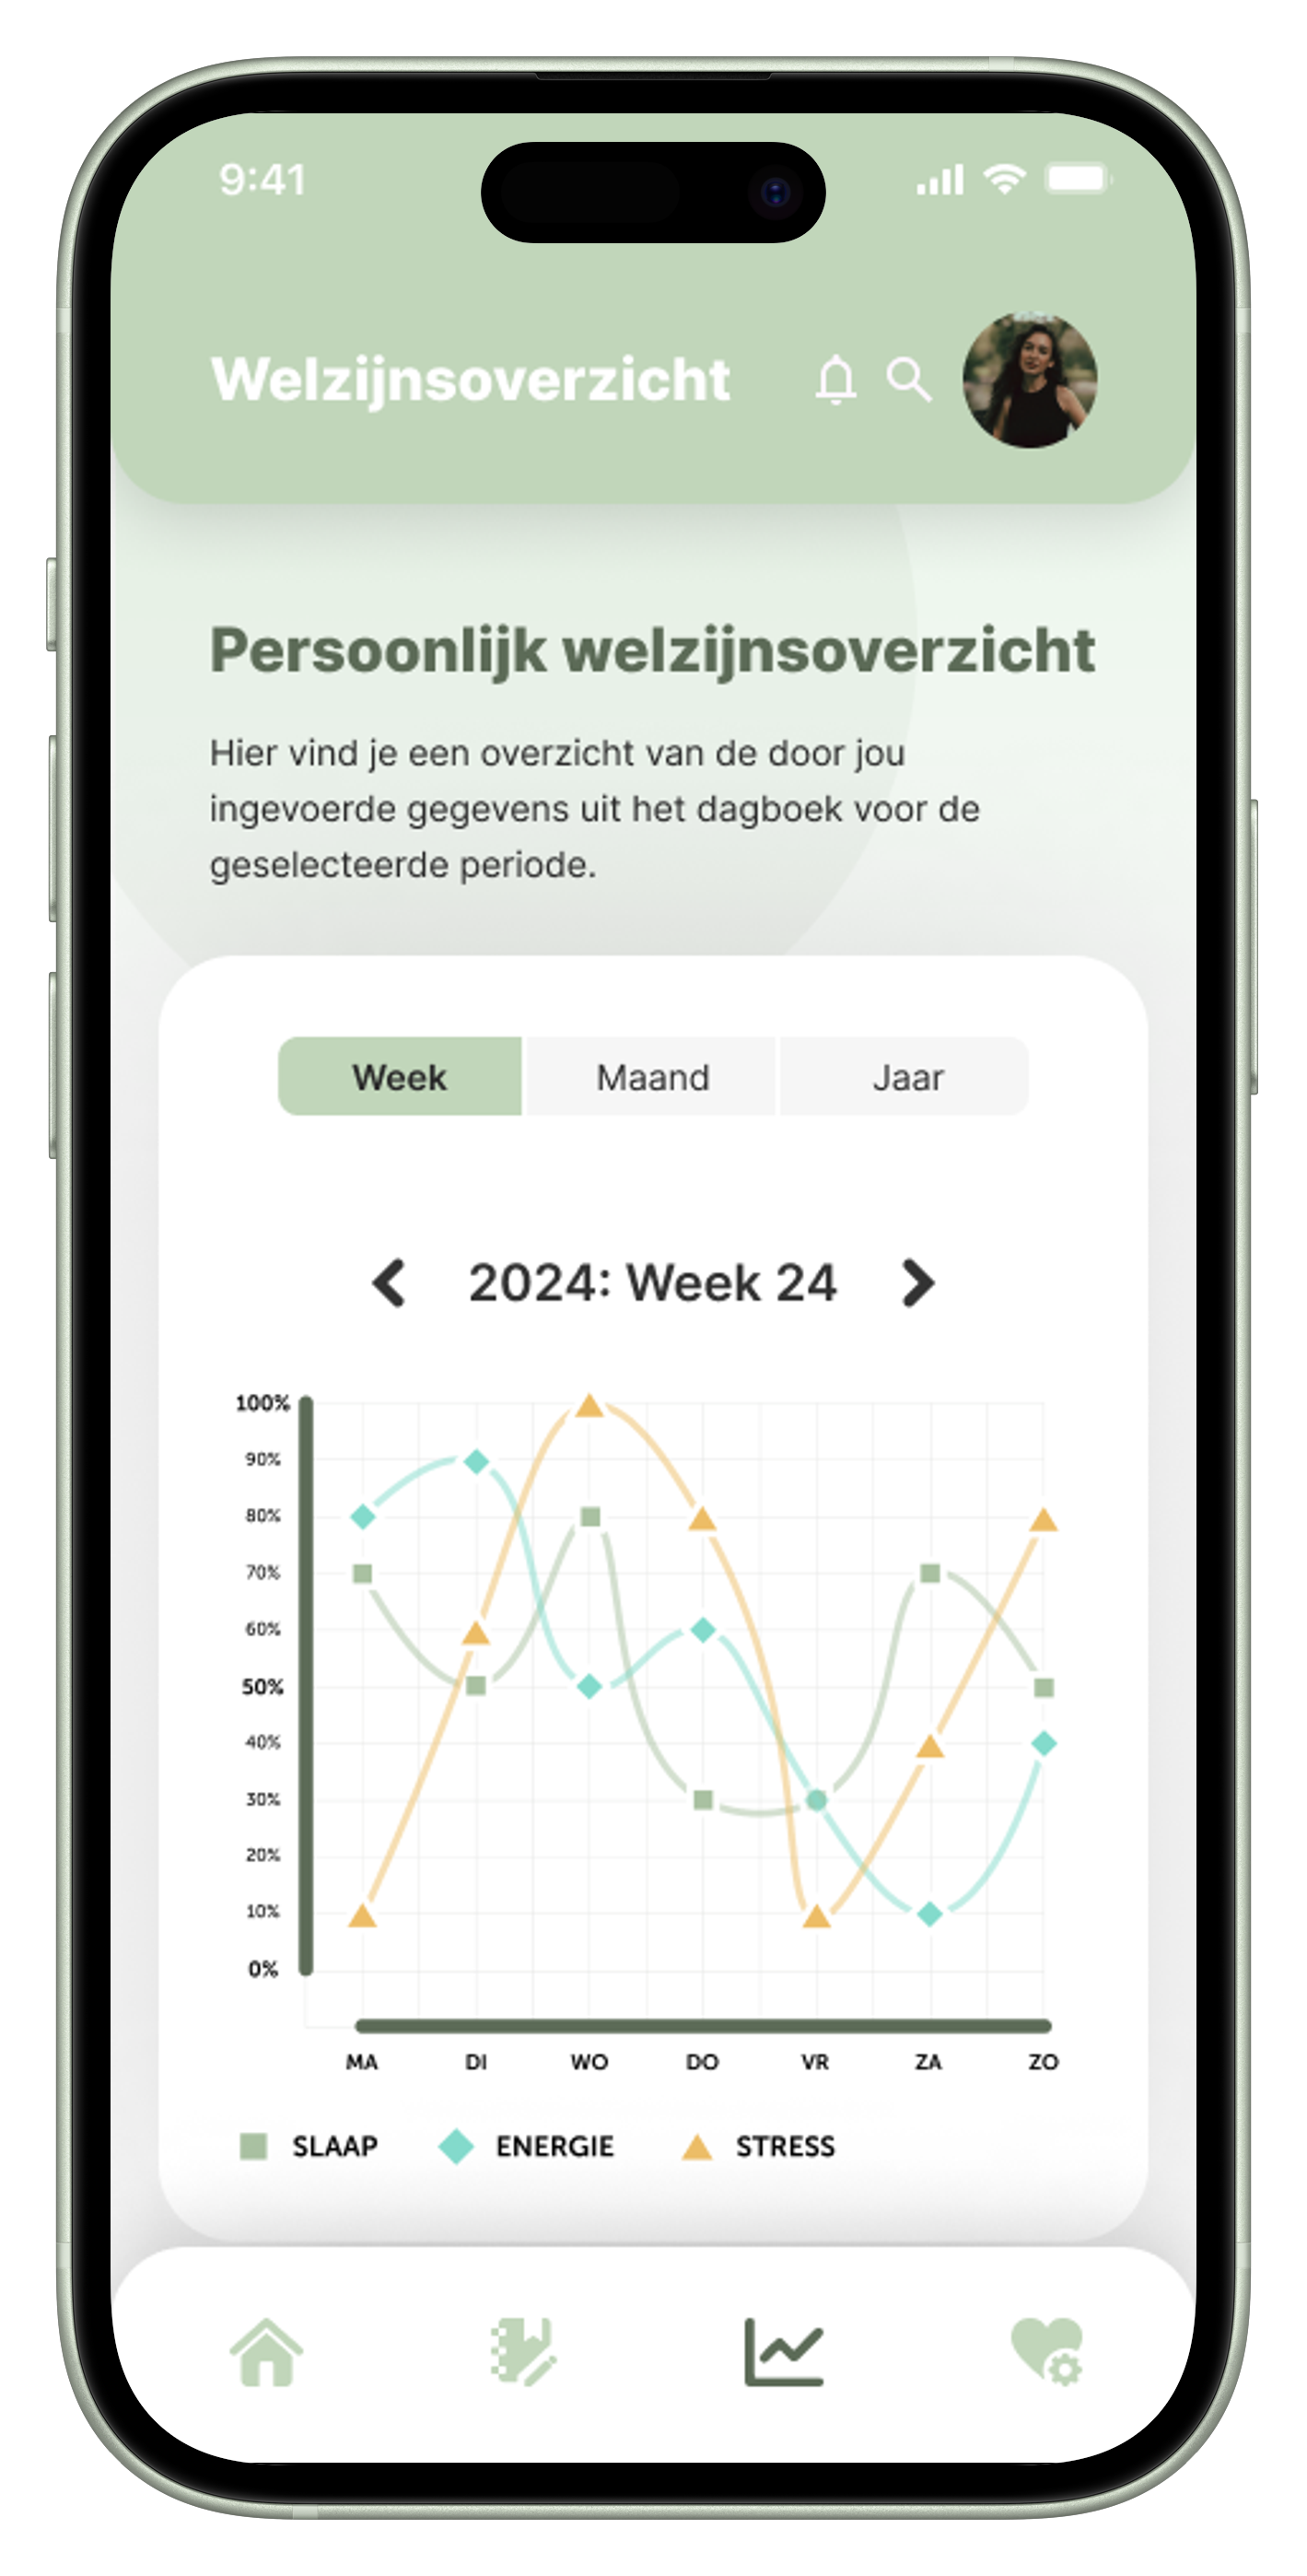 9:41
Welzijnsoverzicht
Persoonlijk welzijnsoverzicht
Hier vind je een overzicht van de door jou
ingevoerde gegevens uit het dagboek voor de
geselecteerde periode.
Week Maand Jaar
2024: Week 24
100%
90%
80%
70%
60%
50%
40%
30%
20%
10%
0%
MA DI WO DO VR ZA ZO
SLAAP ENERGIE STRESS